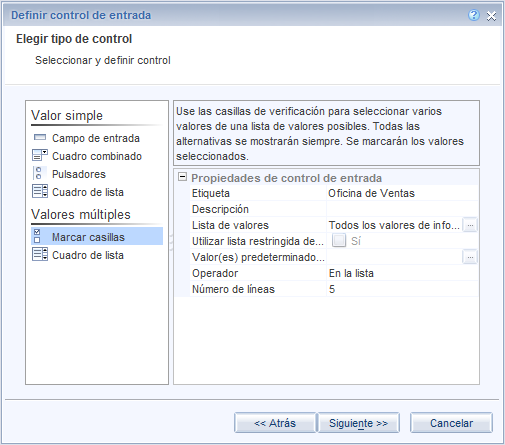 Definir control de entrada
Elegir tipo de control
Seleccionar y definir control
Valor simple
Campo de entrada
Cuadro combinado
Pulsadores
Cuadro de lista
Valores múltiples
Marcar casillas
Cuadro de lista
Use las casillas de verificación para seleccionar varios
valores de una lista de valores posibles. Todas las
alternativas se mostrarán siempre. Se marcarán los valores
seleccionados.
Propiedades de control de entrada
Etiqueta Oficina de Ventas
Descripción
Lista de valores Todos los valores de info... ...
Utilizar lista restringida de... Sí
Valor(es) predeterminado... ...
Operador En la lista
Número de líneas 5
<< Atrás Siguiente >> Cancelar